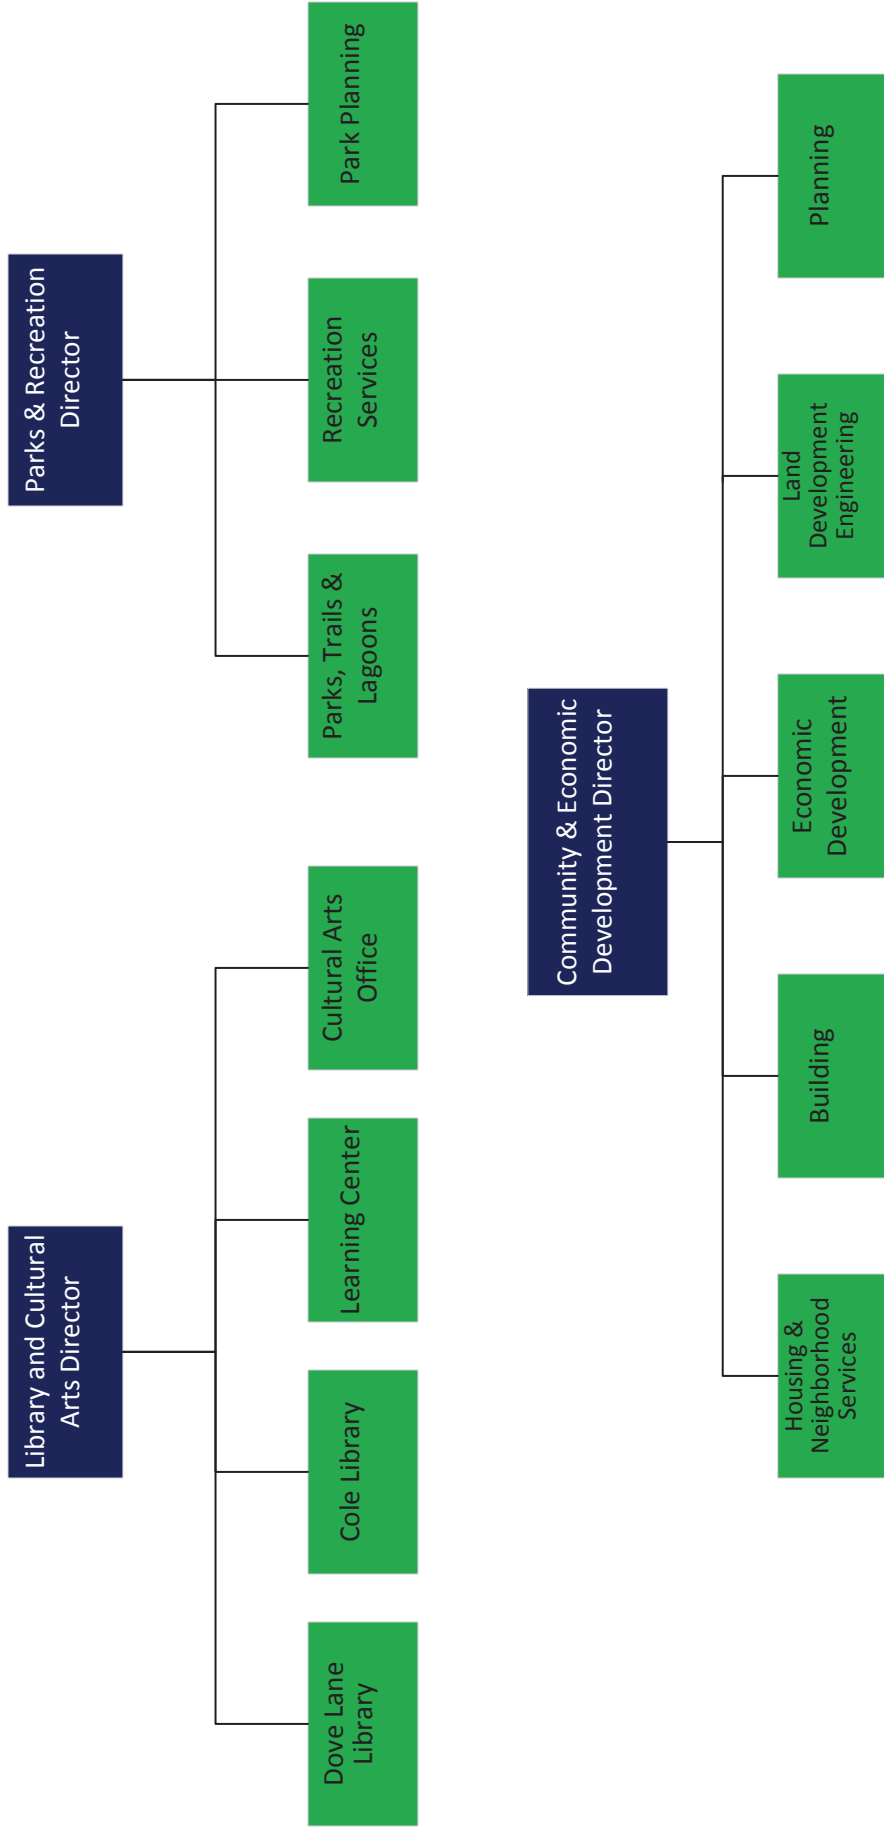 Library and Cultural
Arts Director
Parks & Recreation
Director
Dove Lane
Library
Cole Library
Learning Center
Cultural Arts
Office
Parks, Trails &
Lagoons
Recreation
Services
Park Planning
Community & Economic
Development Director
Housing &
Neighborhood
Services
Building
Economic
Development
Land
Development
Engineering
Planning